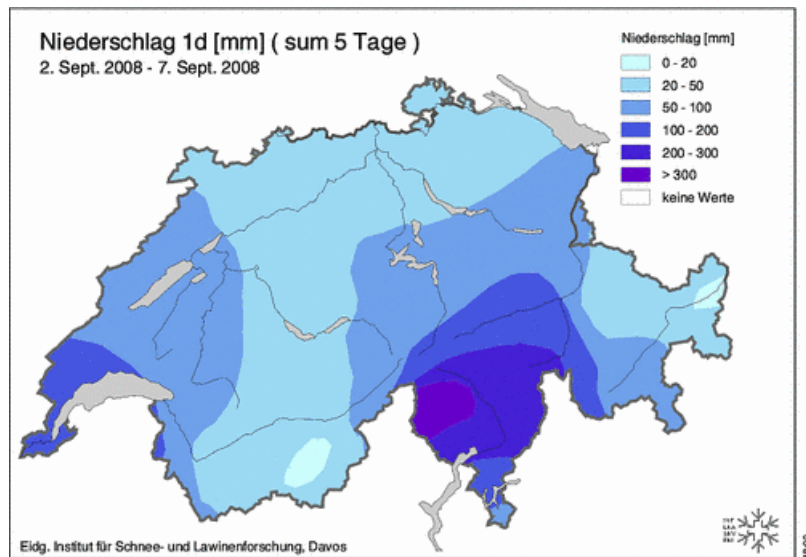 Niederschlag 1d [mm] ( sum 5 Tage )
2. Sept. 2008 - 7. Sept. 2008
Niederschlag [mm]
0 - 20
20 - 50
50 - 100
100 - 200
200 - 300
> 300
keine Werte
Eidg. Institut für Schnee- und Lawinenforschung, Davos